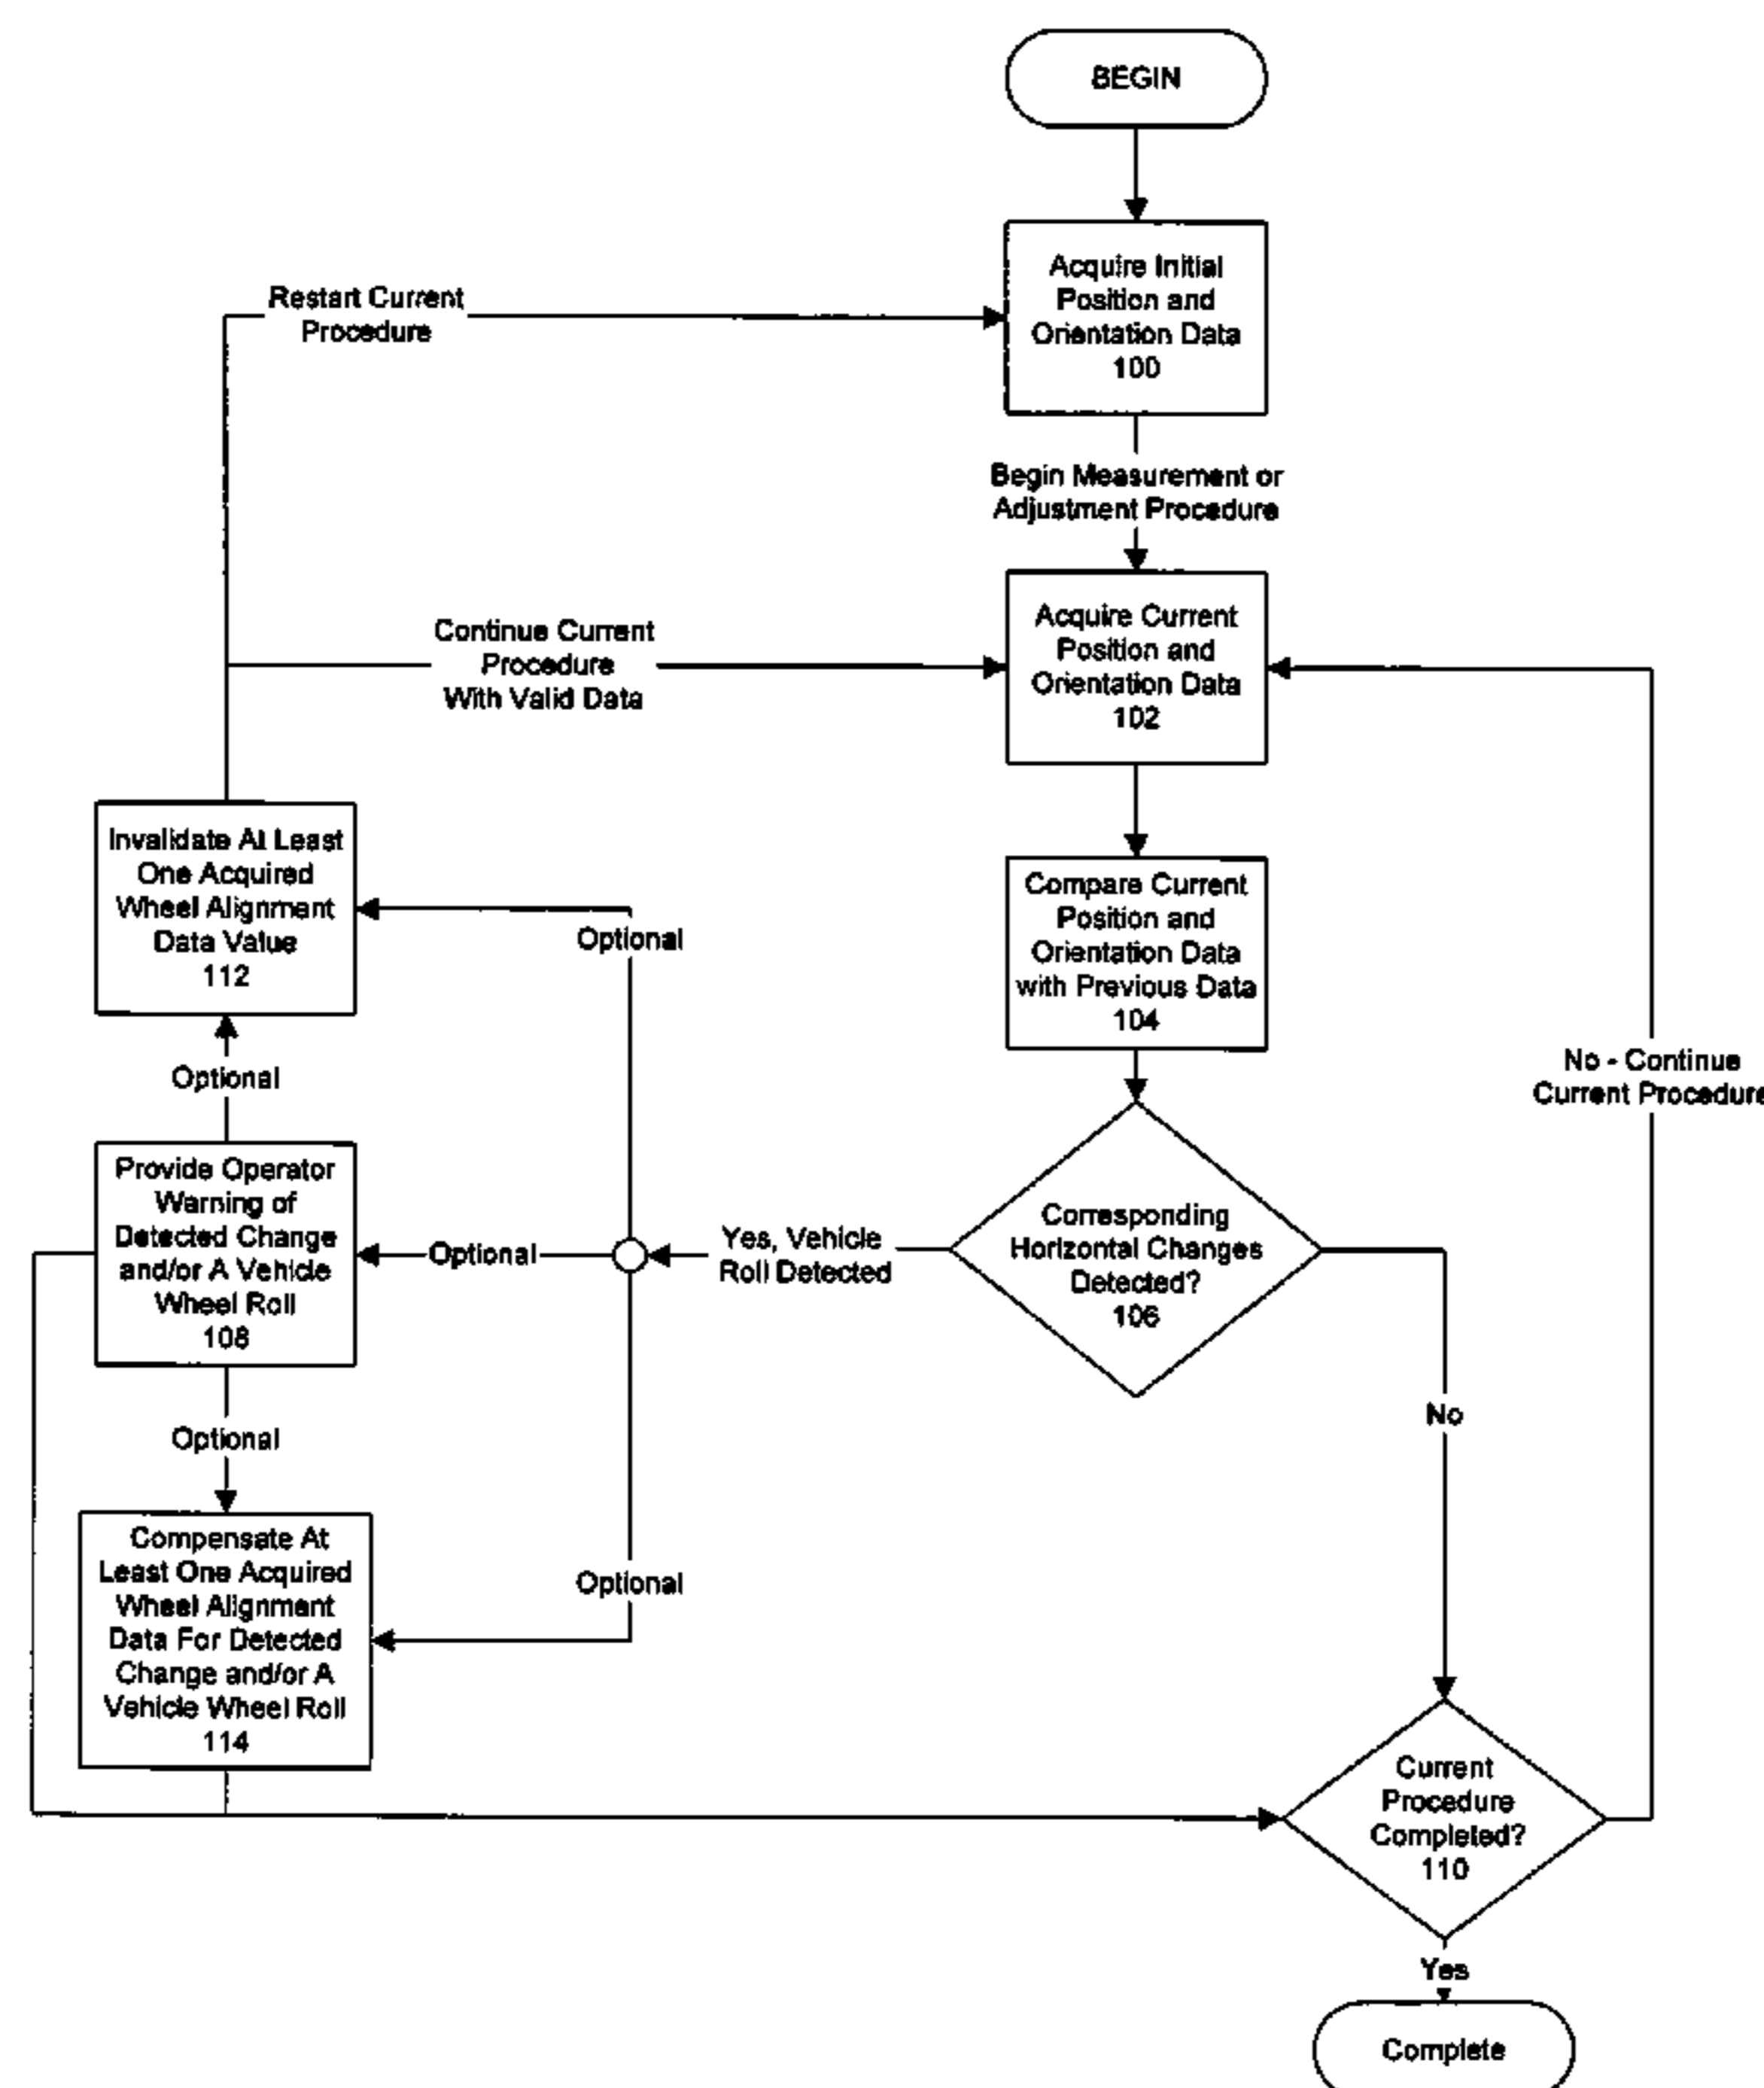 BEGIN
Acquire Initial
Position and
Orientation Data
100
Restart Current
Procedure
Begin Measurement or
Adjustment Procedure
Acquire Current
Position and
Orientation Data
102
Continue Current
Procedure
With Valid Data
Compare Current
Position and
Orientation Data
with Previous Data
104
Invalidate At Least
One Acquired
Wheel Alignment
Data Value
112
Optional
Optional
No - Continue
Current Procedure
Provide Operator
Warning of
Detected Change
and/or A Vehicle
Wheel Roll
108
Optional
Yes, Vehicle
Roll Detected
Corresponding
Horizontal Changes
Detected?
106
No
Optional
Compensate At
Least One Acquired
Wheel Alignment
Data For Detected
Change and/or A
Vehicle Wheel Roll
114
Optional
Current
Procedure
Completed?
110
Yes
Complete